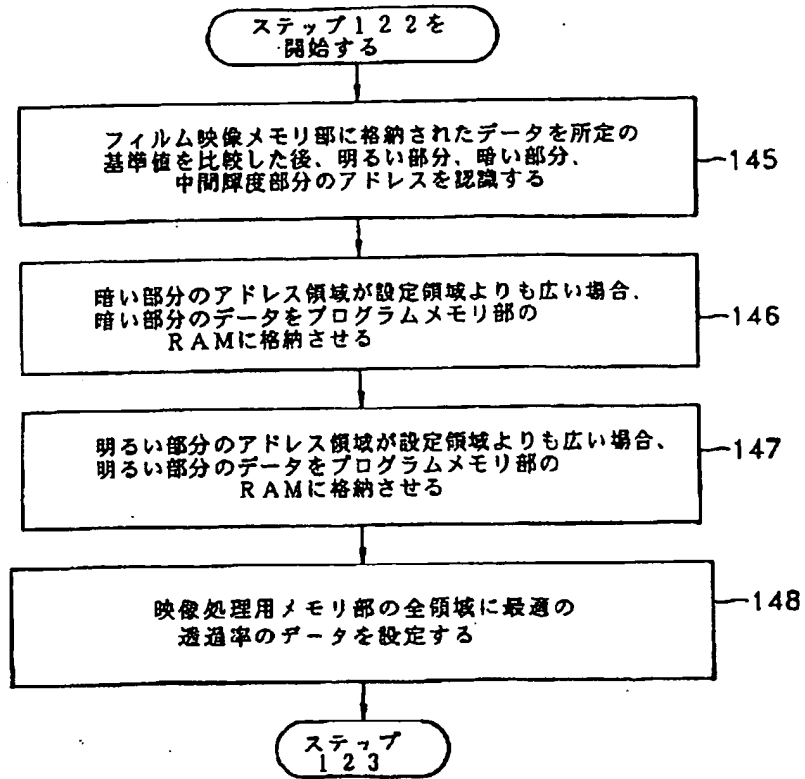 ステップ１２２を
開始する
フィルム映像メモリ部に格納されたデータを所定の
基準値を比較した後、明るい部分、暗い部分、
中間輝度部分のアドレスを認識する
145
暗い部分のアドレス領域が設定領域よりも広い場合、
暗い部分のデータをプログラムメモリ部の
ＲＡＭに格納させる
146
明るい部分のアドレス領域が設定領域よりも広い場合、
明るい部分のデータをプログラムメモリ部の
ＲＡＭに格納させる
147
映像処理用メモリ部の全領域に最適の
透過率のデータを設定する
148
ステップ
１２３